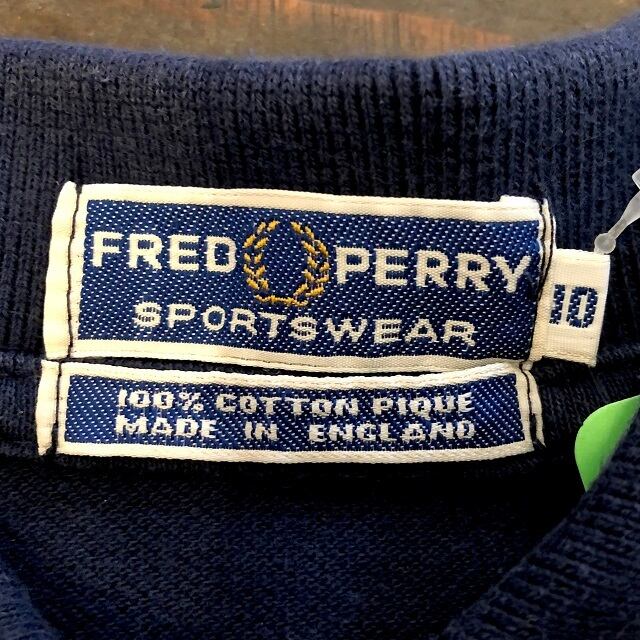 FRED PERRY
SPORTSWEAR
10
100% COTTON PIQUE
MADE IN ENGLAND